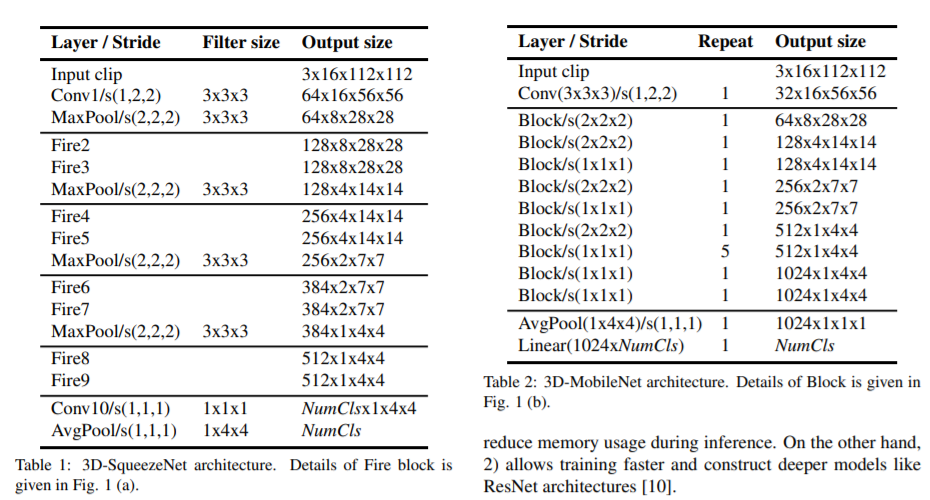 Layer / Stride Filter size Output size
Input clip 3x16x112x112
Conv1/s(1,2,2) 3x3x3 64x16x56x56
MaxPool/s(2,2,2) 3x3x3 64x8x28x28
Fire2 128x8x28x28
Fire3 128x8x28x28
MaxPool/s(2,2,2) 3x3x3 128x4x14x14
Fire4 256x4x14x14
Fire5 256x4x14x14
MaxPool/s(2,2,2) 3x3x3 256x2x7x7
Fire6 384x2x7x7
Fire7 384x2x7x7
MaxPool/s(2,2,2) 3x3x3 384x1x4x4
Fire8 512x1x4x4
Fire9 512x1x4x4
Conv10/s(1,1,1) 1x1x1 NumClsx1x4x4
AvgPool/s(1,1,1) 1x4x4 NumCls
Table 1: 3D-SqueezeNet architecture. Details of Fire block is
given in Fig. 1 (a).
Layer / Stride Repeat Output size
Input clip 3x16x112x112
Conv(3x3x3)/s(1,2,2) 1 32x16x56x56
Block/s(2x2x2) 1 64x8x28x28
Block/s(2x2x2) 1 128x4x14x14
Block/s(1x1x1) 1 128x4x14x14
Block/s(2x2x2) 1 256x2x7x7
Block/s(1x1x1) 1 256x2x7x7
Block/s(2x2x2) 1 512x1x4x4
Block/s(1x1x1) 5 512x1x4x4
Block/s(1x1x1) 1 1024x1x4x4
Block/s(1x1x1) 1 1024x1x4x4
AvgPool(1x4x4)/s(1,1,1) 1 1024x1x1x1
Linear(1024xNumCls) 1 NumCls
Table 2: 3D-MobileNet architecture. Details of Block is given in
Fig. 1 (b).
reduce memory usage during inference. On the other hand,
2) allows training faster and construct deeper models like
ResNet architectures [10].